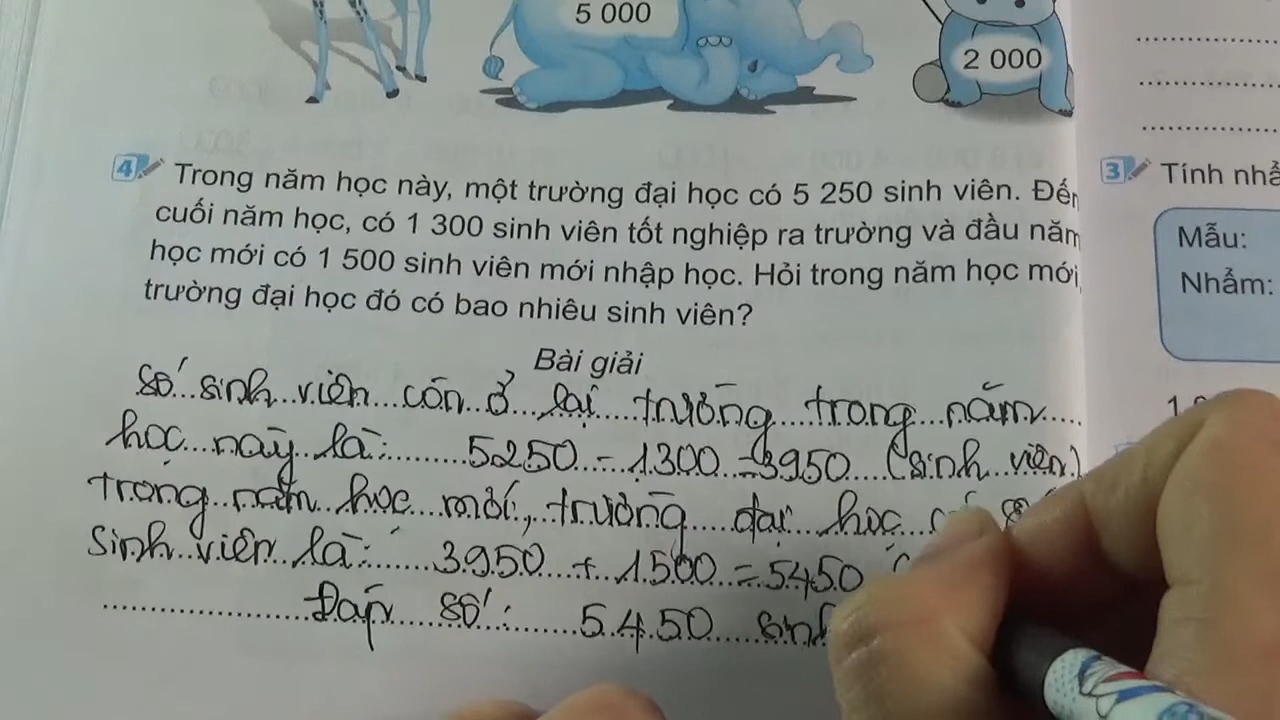 5 000
2 000
4 Trong năm học này, một trường đại học có 5 250 sinh viên. Đến
cuối năm học, có 1 300 sinh viên tốt nghiệp ra trường và đầu năm
học mới có 1 500 sinh viên mới nhập học. Hỏi trong năm học mới,
trường đại học đó có bao nhiêu sinh viên?
Bài giải
số sinh viên còn ở lại trường trong năm
học này là: 5250 - 1300 = 3950 (sinh viên)
trong năm học mới, trường đại học có số
sinh viên là: 3950 + 1500 = 5450 (
Đáp số: 5450 sinh
3 Tính nhẩ
Mẫu:
Nhẩm: